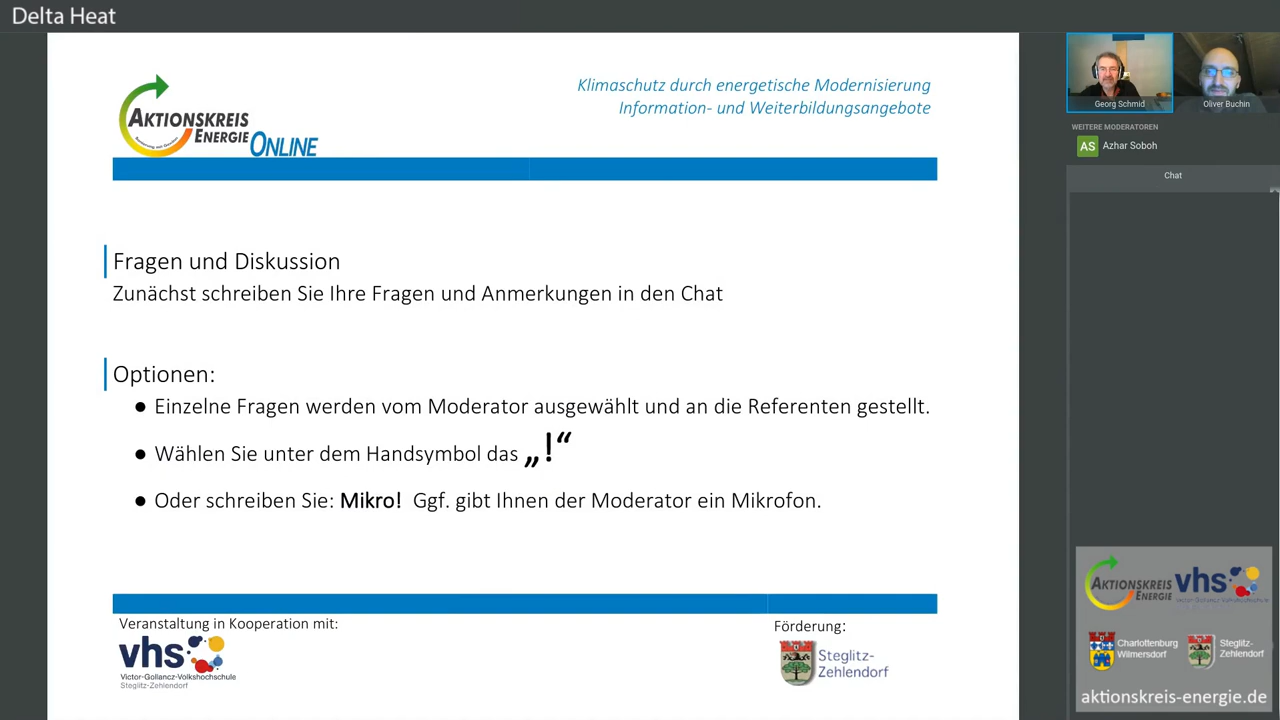 Delta Heat
AKTIONSKREIS
ENERGIE ONLINE
Klimaschutz durch energetische Modernisierung
Information- und Weiterbildungsangebote
Fragen und Diskussion
Zunächst schreiben Sie Ihre Fragen und Anmerkungen in den Chat
Optionen:
● Einzelne Fragen werden vom Moderator ausgewählt und an die Referenten gestellt.
● Wählen Sie unter dem Handsymbol das „!“
● Oder schreiben Sie: Mikro! Ggf. gibt Ihnen der Moderator ein Mikrofon.
Veranstaltung in Kooperation mit:
vhs
Victor-Gollancz-Volkshochschule
Steglitz-Zehlendorf
Förderung:
Steglitz-
Zehlendorf
Georg Schmid
Oliver Buchin
WEITERE MODERATOREN
AS Azhar Soboh
Chat
AKTIONSKREIS
ENERGIE
vhs
Victor-Gollancz-Volkshochschule
Charlottenburg
Wilmersdorf
Steglitz-
Zehlendorf
aktionskreis-energie.de